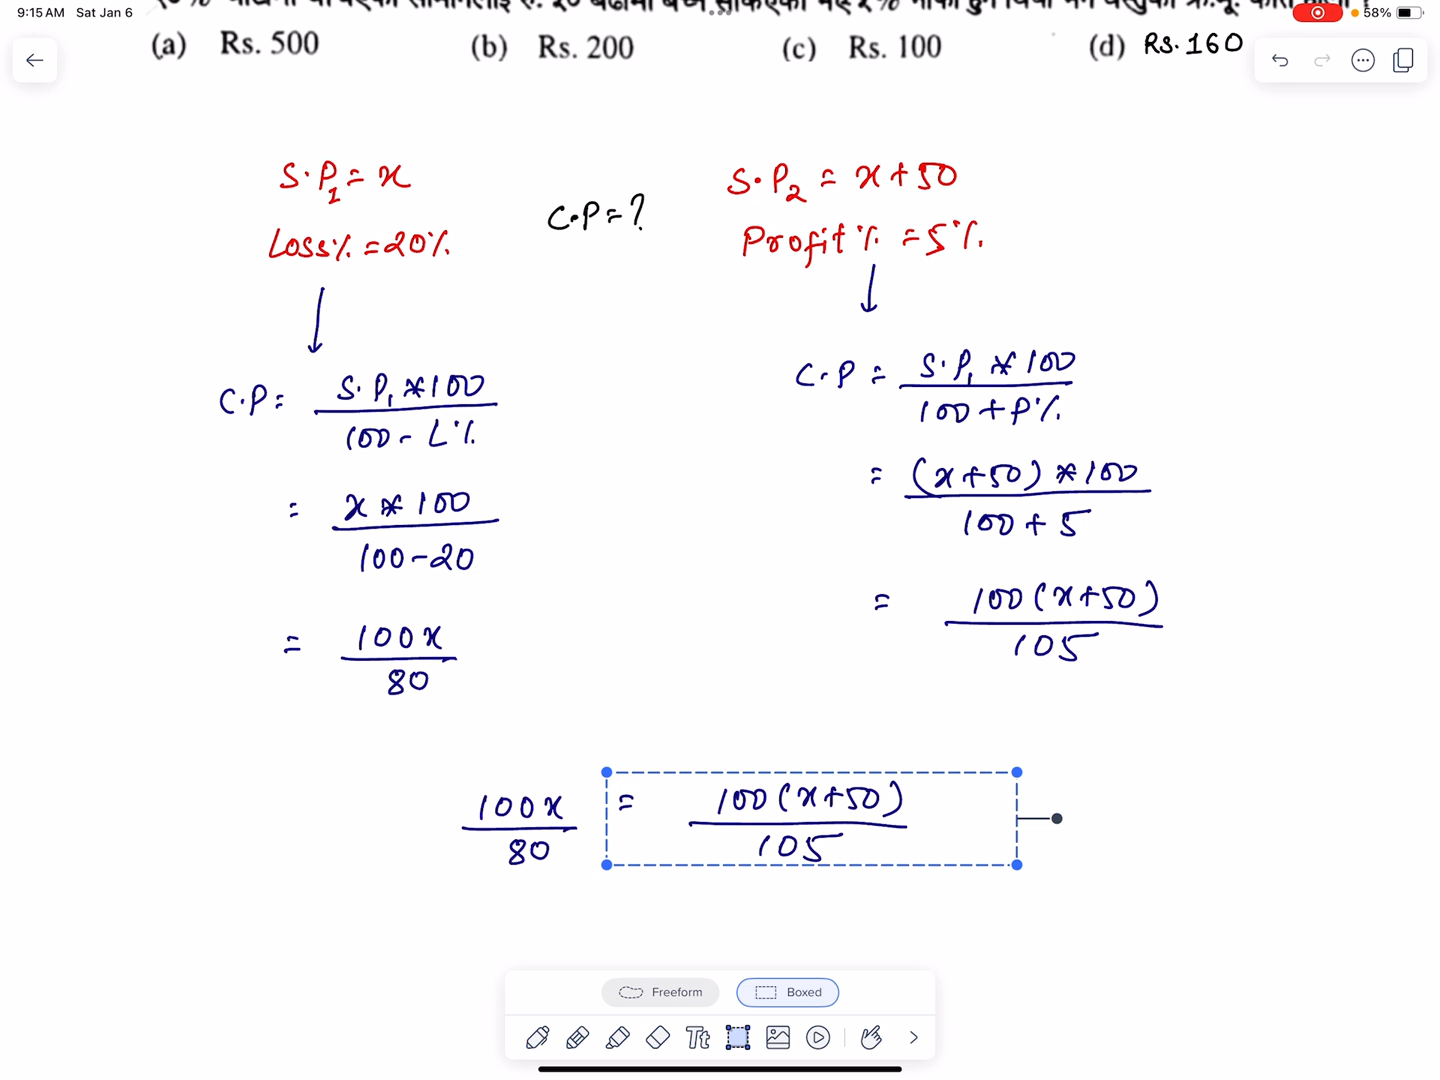 9:15 AM Sat Jan 6
58%
(a) Rs. 500 (b) Rs. 200 (c) Rs. 100 (d) Rs. 160
S.P1 = x
Loss% = 20%
C.P = ?
S.P2 = x + 50
Profit % = 5%
C.P = S.P1 * 100 / 100 - L%
= x * 100 / 100 - 20
= 100x / 80
C.P = S.P1 * 100 / 100 + P%
= (x + 50) * 100 / 100 + 5
= 100 (x + 50) / 105
100x / 80 = 100 (x + 50) / 105
Freeform Boxed
Tt